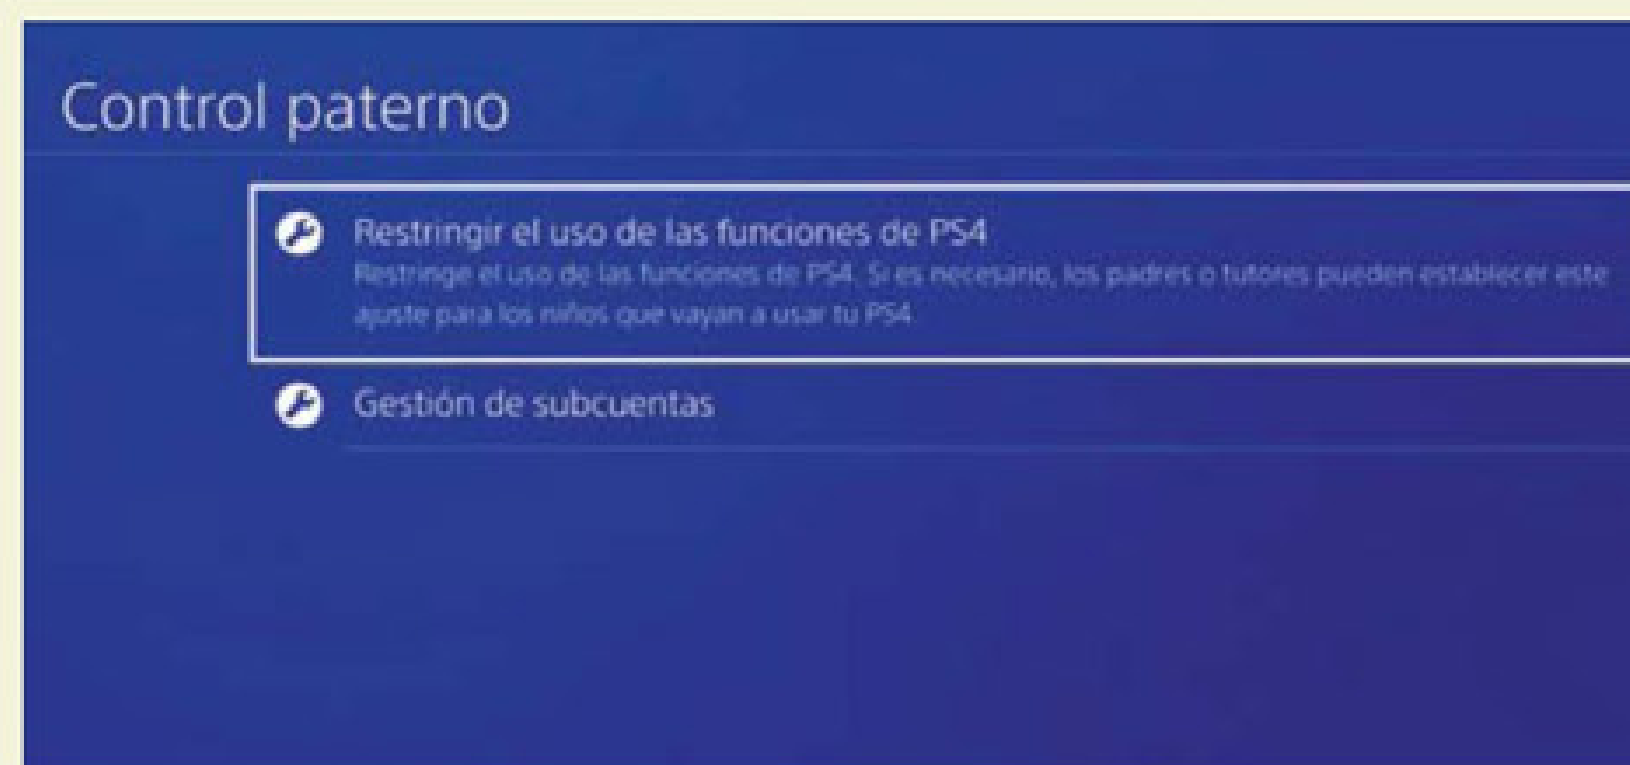 Control paterno
Restringir el uso de las funciones de PS4
Restringe el uso de las funciones de PS4. Si es necesario, los padres o tutores pueden establecer este
ajuste para los niños que vayan a usar tu PS4.
Gestión de subcuentas